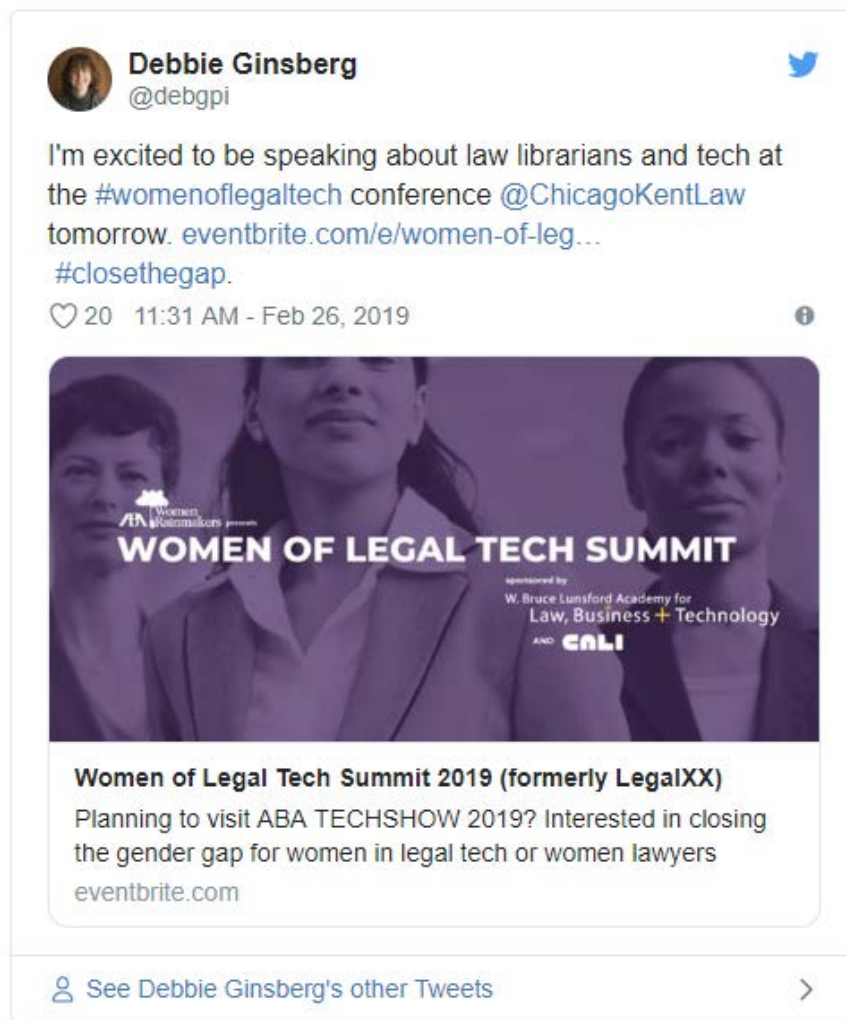 Debbie Ginsberg
@debgpi
I'm excited to be speaking about law librarians and tech at
the #womenoflegaltech conference @ChicagoKentLaw
tomorrow. eventbrite.com/e/women-of-leg…
#closethegap.
20 11:31 AM - Feb 26, 2019
ABA Women
Rainmakers presents
WOMEN OF LEGAL TECH SUMMIT
sponsored by
W. Bruce Lunsford Academy for
Law, Business + Technology
AND CALI
Women of Legal Tech Summit 2019 (formerly LegalXX)
Planning to visit ABA TECHSHOW 2019? Interested in closing
the gender gap for women in legal tech or women lawyers
eventbrite.com
See Debbie Ginsberg's other Tweets